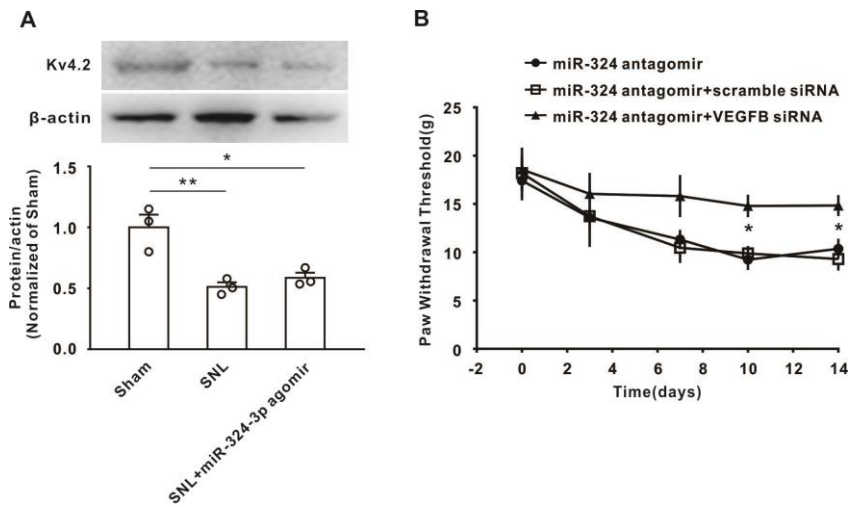 A
Kv4.2
β-actin
Protein/actin
(Normalized of Sham)
1.5
1.0
0.5
0.0
*
**
Sham
SNL
SNL+miR-324-3p agomir
B
miR-324 antagomir
miR-324 antagomir+scramble siRNA
miR-324 antagomir+VEGFB siRNA
Paw Withdrawal Threshold(g)
25
20
15
10
5
0
* *
-2 0 2 4 6 8 10 12 14
Time(days)